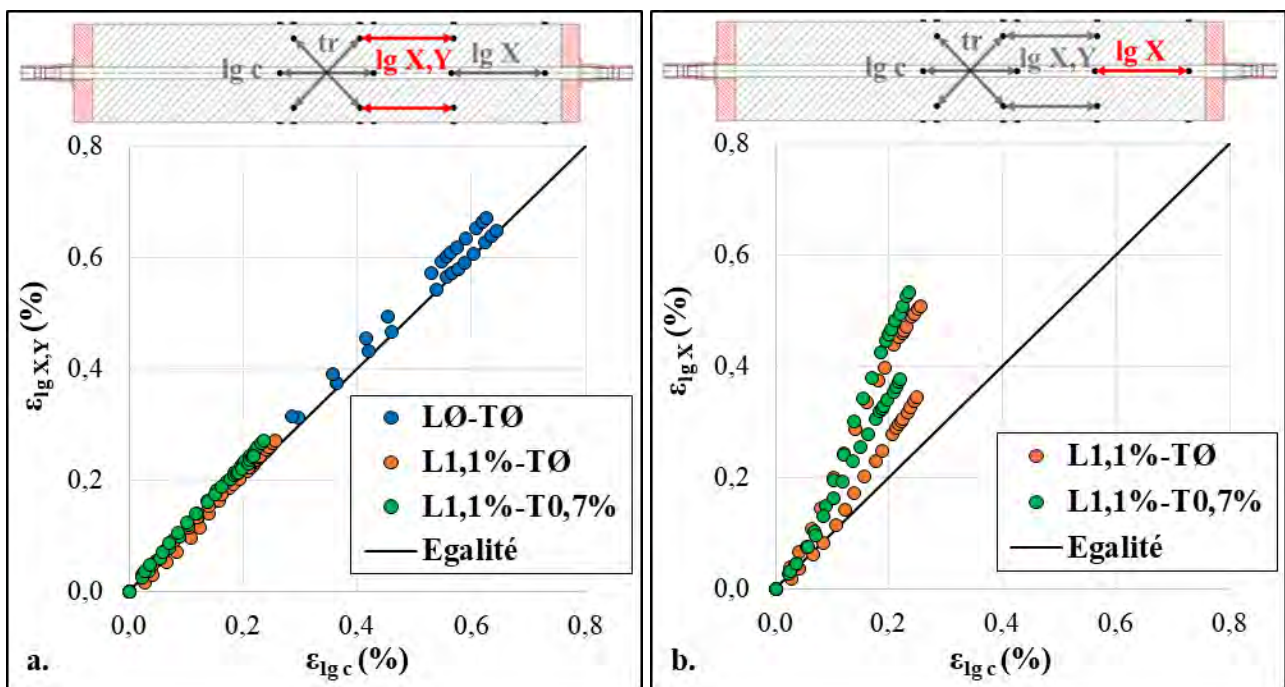 tr
lg X,Y
lg X
lg c
0,8
0,6
0,4
0,2
0,0
εlg X,Y (%)
LØ-TØ
L1,1%-TØ
L1,1%-T0,7%
Egalité
0,0 0,2 0,4 0,6 0,8
a.
εlg c (%)
tr
lg X
lg c
lg X,Y
0,8
0,6
0,4
0,2
0,0
εlg X (%)
L1,1%-TØ
L1,1%-T0,7%
Egalité
0,0 0,2 0,4 0,6 0,8
b.
εlg c (%)